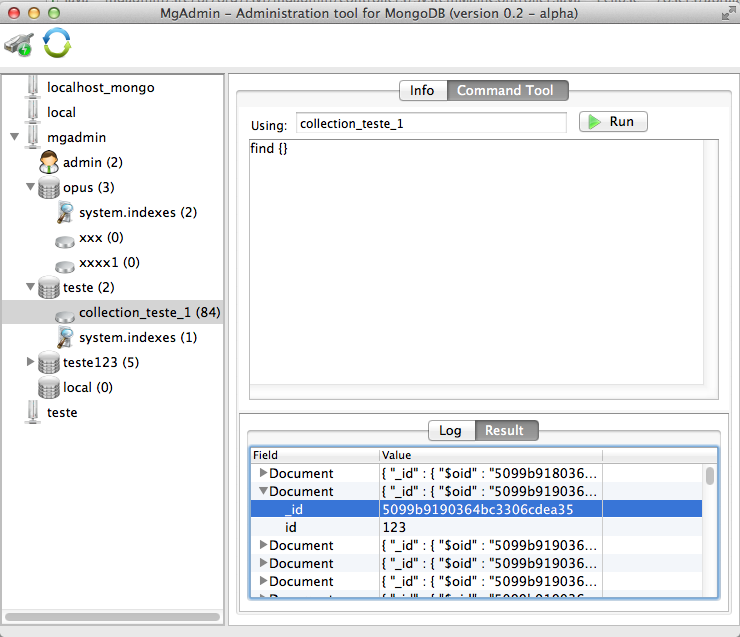 MgAdmin - Administration tool for MongoDB (version 0.2 - alpha)
localhost_mongo
local
mgadmin
admin (2)
opus (3)
system.indexes (2)
xxx (0)
xxxx1 (0)
teste (2)
collection_teste_1 (84)
system.indexes (1)
teste123 (5)
local (0)
teste
Info Command Tool
Using: collection_teste_1 Run
find {}
Log Result
Field Value
Document { "_id" : { "$oid" : "5099b918036...
Document { "_id" : { "$oid" : "5099b919036...
_id 5099b9190364bc3306cdea35
id 123
Document { "_id" : { "$oid" : "5099b919036...
Document { "_id" : { "$oid" : "5099b919036...
Document { "_id" : { "$oid" : "5099b919036...